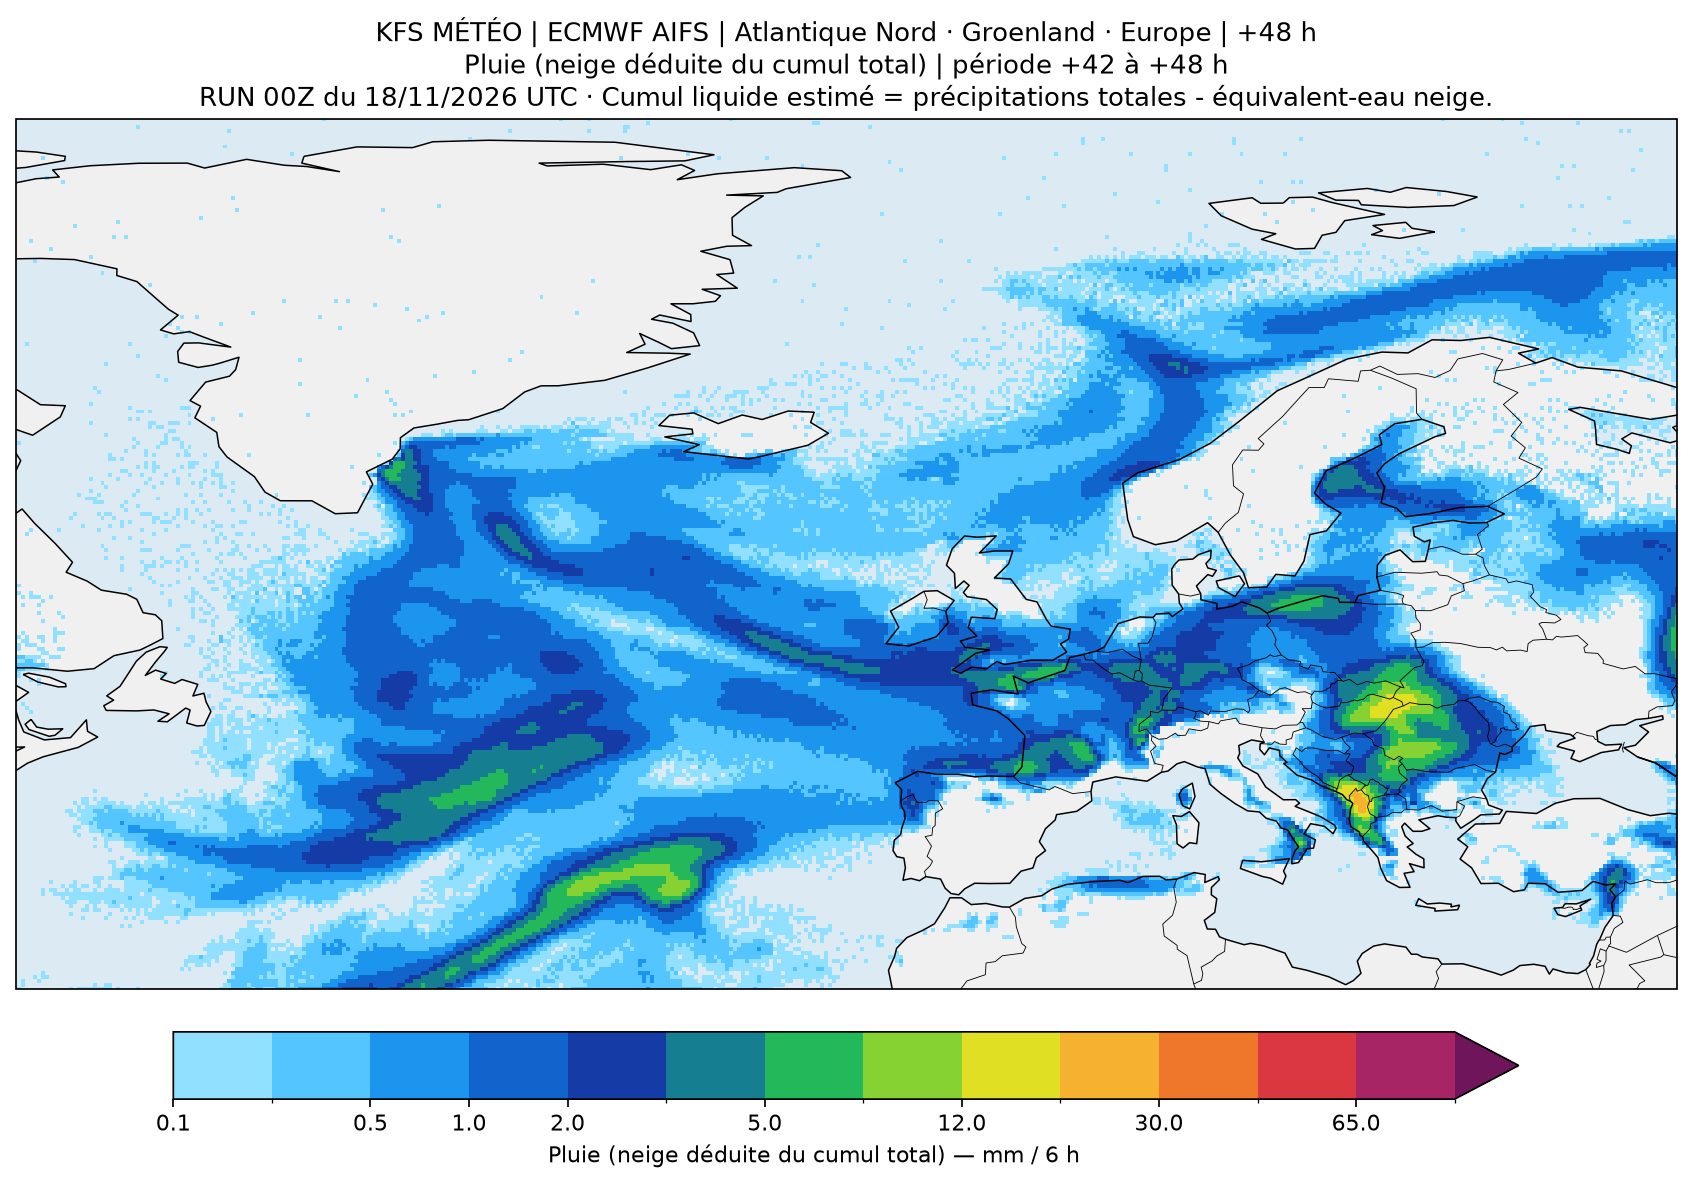 KFS MÉTÉO | ECMWF AIFS | Atlantique Nord · Groenland · Europe | +48 h
Pluie (neige déduite du cumul total) | période +42 à +48 h
RUN 00Z du 18/11/2026 UTC · Cumul liquide estimé = précipitations totales - équivalent-eau neige.
0.1 0.5 1.0 2.0 5.0 12.0 30.0 65.0
Pluie (neige déduite du cumul total) — mm / 6 h